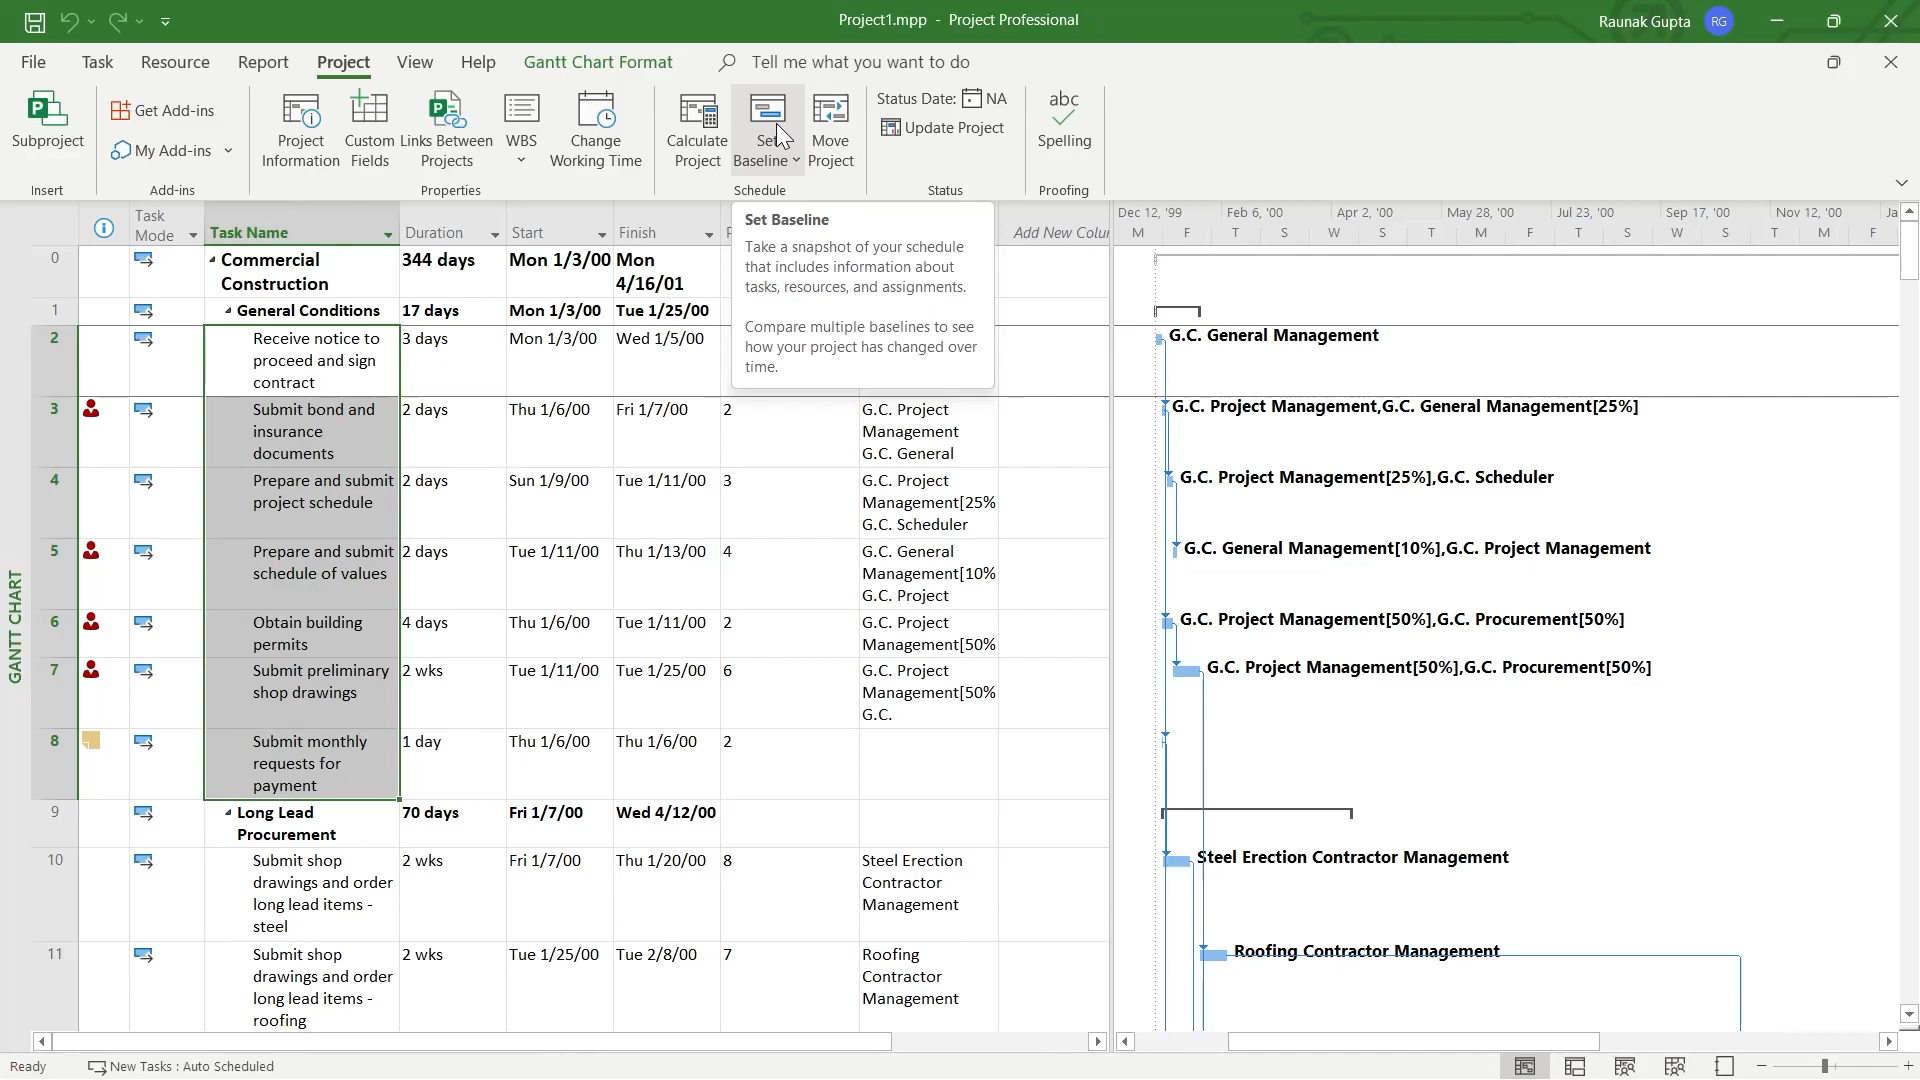 Project1.mpp - Project Professional
Raunak Gupta RG
File Task Resource Report Project View Help Gantt Chart Format Tell me what you want to do
Subproject
Insert
Get Add-ins
My Add-ins
Add-ins
Project
Information
Custom
Fields
Links Between
Projects
WBS
Change
Working Time
Properties
Calculate
Project
Set
Baseline
Move
Project
Schedule
Status Date: NA
Update Project
Status
abc
Spelling
Proofing
Set Baseline
Take a snapshot of your schedule
that includes information about
tasks, resources, and assignments.
Compare multiple baselines to see
how your project has changed over
time.
GANTT CHART
Task
Mode
Task Name Duration Start Finish
Add New Colu
Dec 12, '99 Feb 6, '00 Apr 2, '00 May 28, '00 Jul 23, '00 Sep 17, '00 Nov 12, '00 Ja
M F T S W S T M F T S W S T M F
0 Commercial 344 days Mon 1/3/00 Mon
Construction 4/16/01
1 General Conditions 17 days Mon 1/3/00 Tue 1/25/00
2 Receive notice to 3 days Mon 1/3/00 Wed 1/5/00
proceed and sign
contract
3 Submit bond and 2 days Thu 1/6/00 Fri 1/7/00 2 G.C. Project
insurance Management
documents G.C. General
4 Prepare and submit 2 days Sun 1/9/00 Tue 1/11/00 3 G.C. Project
project schedule Management[25%
G.C. Scheduler
5 Prepare and submit 2 days Tue 1/11/00 Thu 1/13/00 4 G.C. General
schedule of values Management[10%
G.C. Project
6 Obtain building 4 days Thu 1/6/00 Tue 1/11/00 2 G.C. Project
permits Management[50%
7 Submit preliminary 2 wks Tue 1/11/00 Tue 1/25/00 6 G.C. Project
shop drawings Management[50%
G.C.
8 Submit monthly 1 day Thu 1/6/00 Thu 1/6/00 2
requests for
payment
9 Long Lead 70 days Fri 1/7/00 Wed 4/12/00
Procurement
10 Submit shop 2 wks Fri 1/7/00 Thu 1/20/00 8 Steel Erection
drawings and order Contractor
long lead items - Management
steel
11 Submit shop 2 wks Tue 1/25/00 Tue 2/8/00 7 Roofing
drawings and order Contractor
long lead items - Management
roofing
G.C. General Management
G.C. Project Management,G.C. General Management[25%]
G.C. Project Management[25%],G.C. Scheduler
G.C. General Management[10%],G.C. Project Management
G.C. Project Management[50%],G.C. Procurement[50%]
G.C. Project Management[50%],G.C. Procurement[50%]
Steel Erection Contractor Management
Roofing Contractor Management
Ready New Tasks : Auto Scheduled